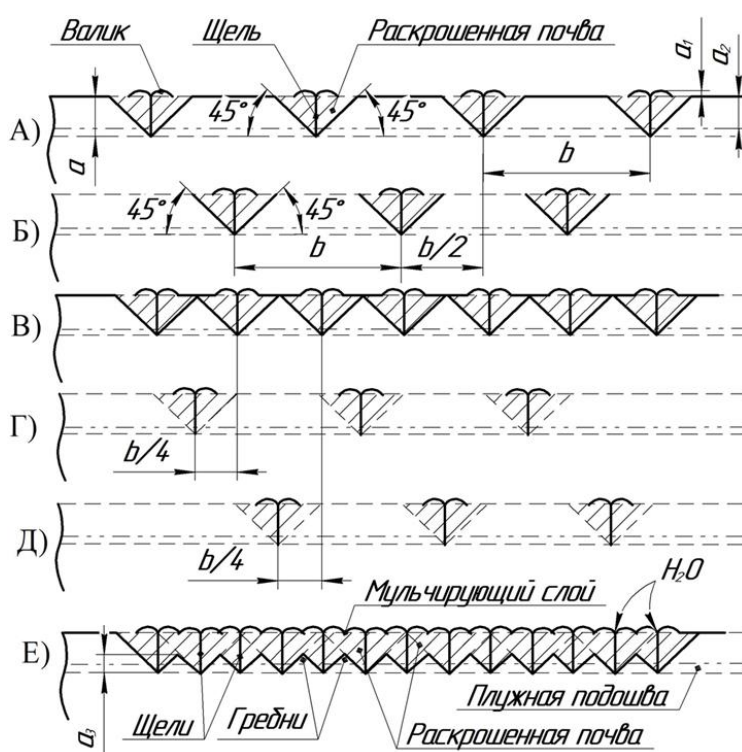 Валик
Щель
Раскрошенная почва
a₁
a₂
А)
a
45°
45°
b
Б)
45°
45°
b
b/2
В)
Г)
b/4
Д)
b/4
H₂O
Мульчирующий слой
Е)
a₃
Щели
Гребни
Плужная подошва
Раскрошенная почва